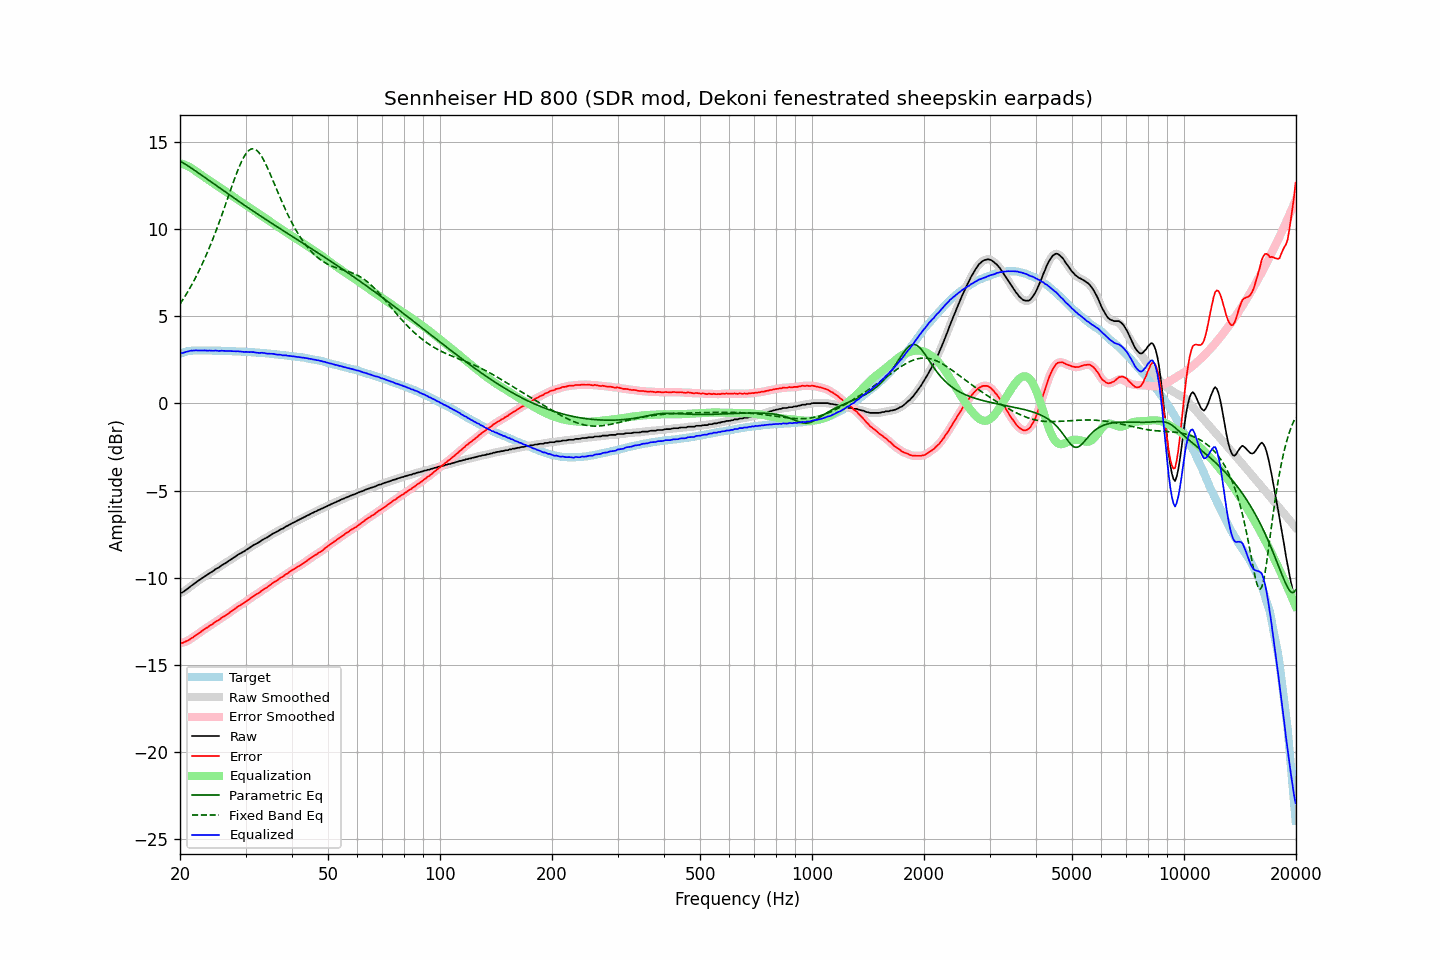 Sennheiser HD 800 (SDR mod, Dekoni fenestrated sheepskin earpads)
15
10
5
0
−5
−10
−15
−20
−25
Amplitude (dBr)
Target
Raw Smoothed
Error Smoothed
Raw
Error
Equalization
Parametric Eq
Fixed Band Eq
Equalized
20 50 100 200 500 1000 2000 5000 10000 20000
Frequency (Hz)